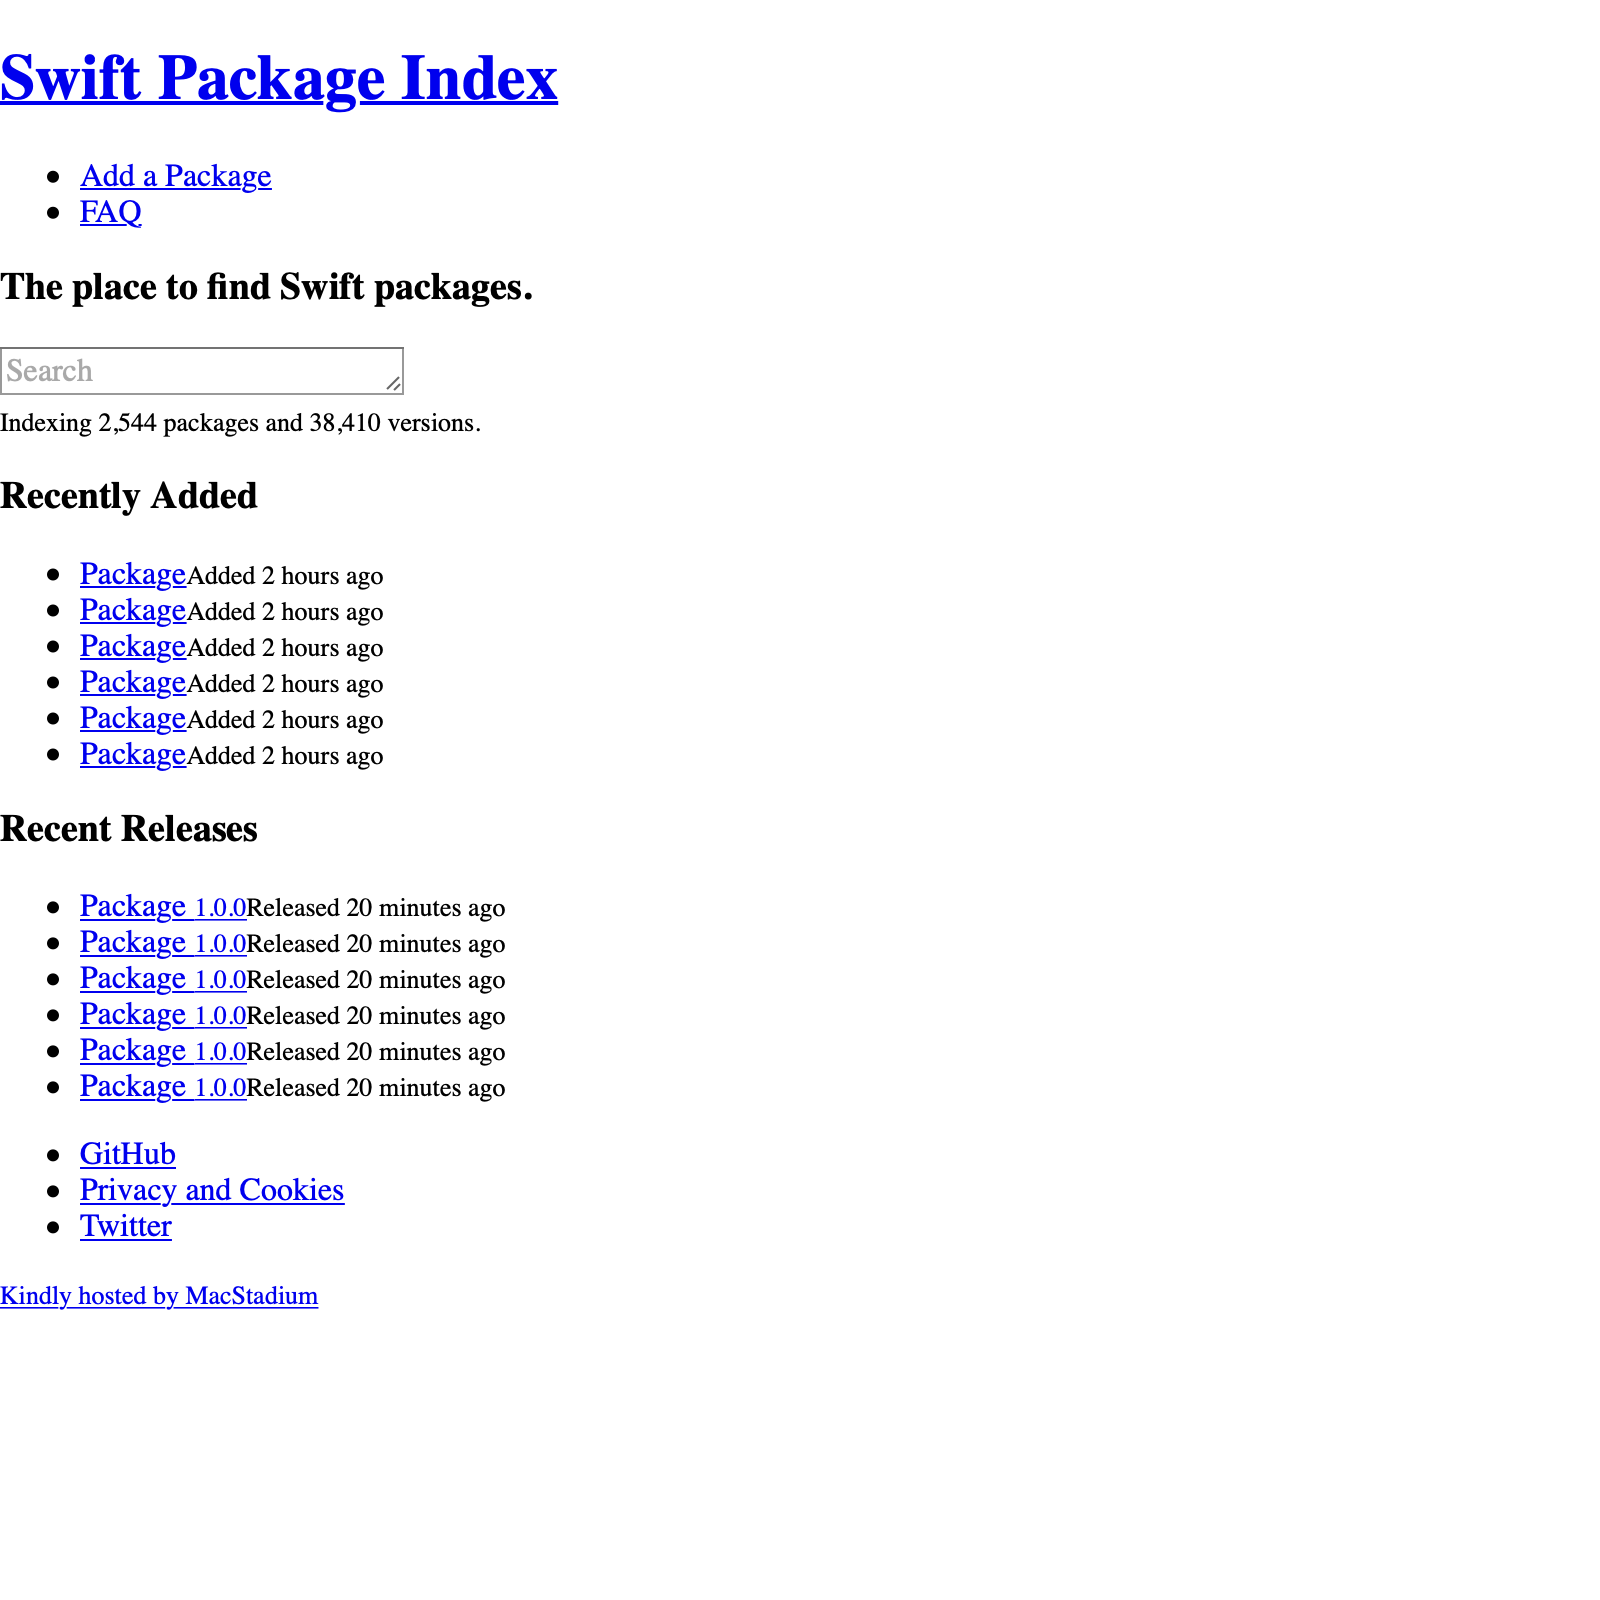 Swift Package Index
Add a Package
FAQ
The place to find Swift packages.
Search
Indexing 2,544 packages and 38,410 versions.
Recently Added
PackageAdded 2 hours ago
PackageAdded 2 hours ago
PackageAdded 2 hours ago
PackageAdded 2 hours ago
PackageAdded 2 hours ago
PackageAdded 2 hours ago
Recent Releases
Package 1.0.0Released 20 minutes ago
Package 1.0.0Released 20 minutes ago
Package 1.0.0Released 20 minutes ago
Package 1.0.0Released 20 minutes ago
Package 1.0.0Released 20 minutes ago
Package 1.0.0Released 20 minutes ago
GitHub
Privacy and Cookies
Twitter
Kindly hosted by MacStadium